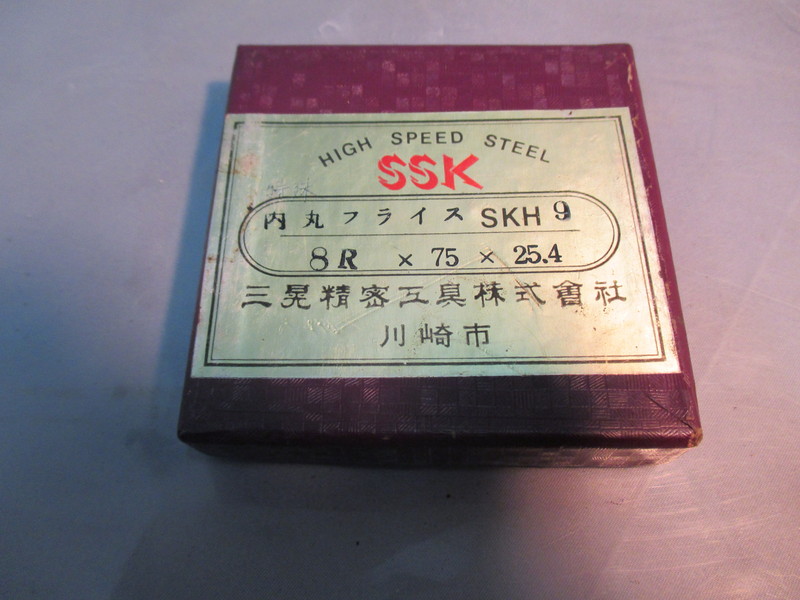 HIGH SPEED STEEL
SSK
内丸フライス SKH 9
8R × 75 × 25.4
三晃精密工具株式會社
川崎市